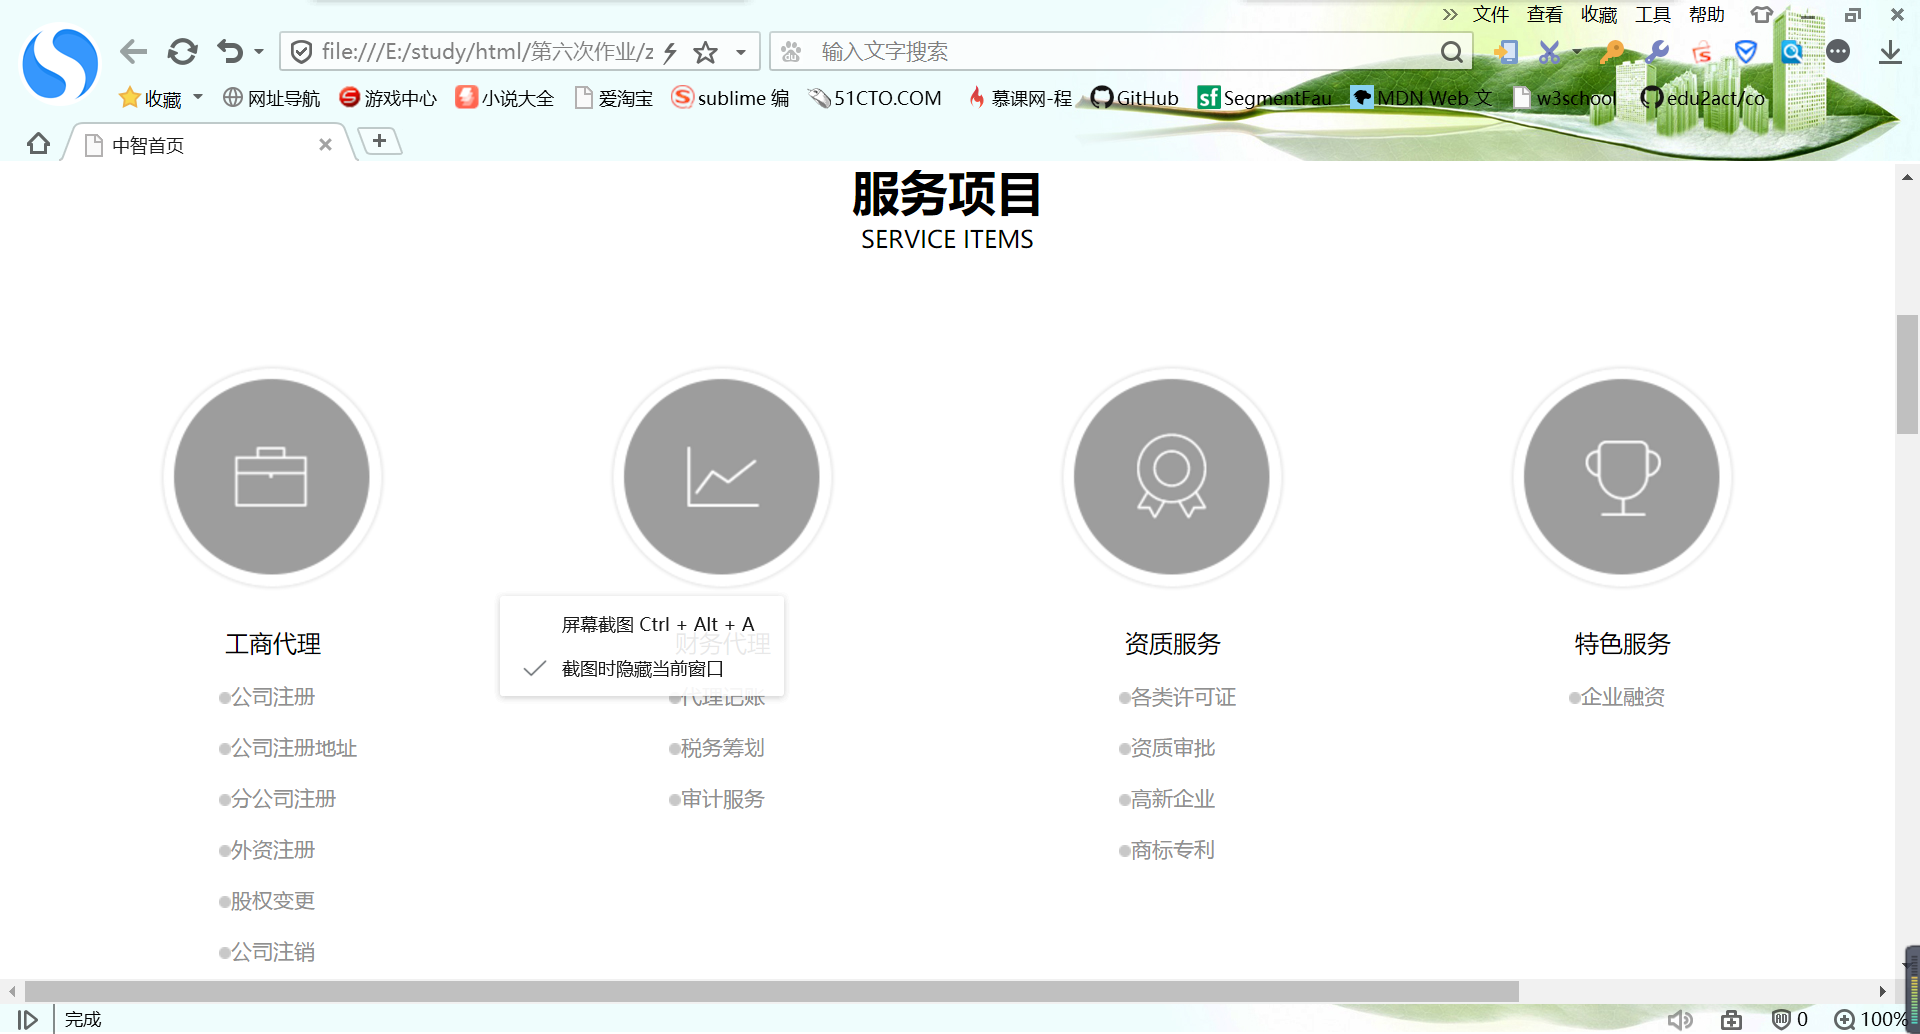 文件 查看 收藏 工具 帮助
file:///E:/study/html/第六次作业/z
输入文字搜索
收藏 网址导航 游戏中心 小说大全 爱淘宝 sublime 编 51CTO.COM 慕课网-程 GitHub SegmentFau MDN Web 文 w3school edu2act/co
中智首页
服务项目
SERVICE ITEMS
屏幕截图 Ctrl + Alt + A
截图时隐藏当前窗口
工商代理
公司注册
公司注册地址
分公司注册
外资注册
股权变更
公司注销
财务代理
代理记账
税务筹划
审计服务
资质服务
各类许可证
资质审批
高新企业
商标专利
特色服务
企业融资
完成
AD 0
100%